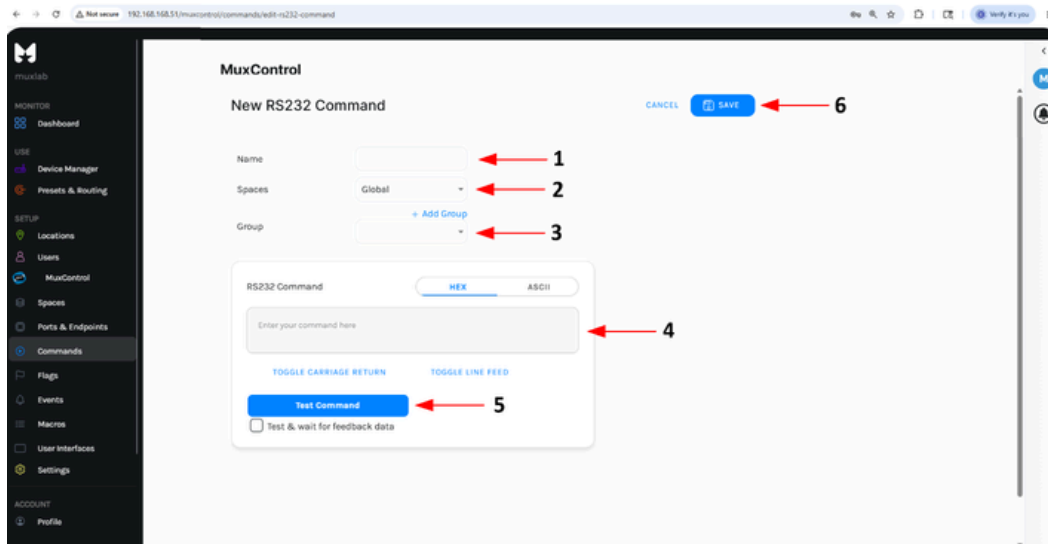 Not secure 192.168.168.51/muxcontrol/commands/edit-rs232-command
Verify it's you
muxlab
MONITOR
Dashboard
USE
Device Manager
Presets & Routing
SETUP
Locations
Users
MuxControl
Spaces
Ports & Endpoints
Commands
Flags
Events
Macros
User Interfaces
Settings
ACCOUNT
Profile
MuxControl
New RS232 Command
CANCEL SAVE 6
Name 1
Spaces Global 2
+ Add Group
Group 3
RS232 Command HEX ASCII
Enter your command here 4
TOGGLE CARRIAGE RETURN TOGGLE LINE FEED
Test Command 5
Test & wait for feedback data
M